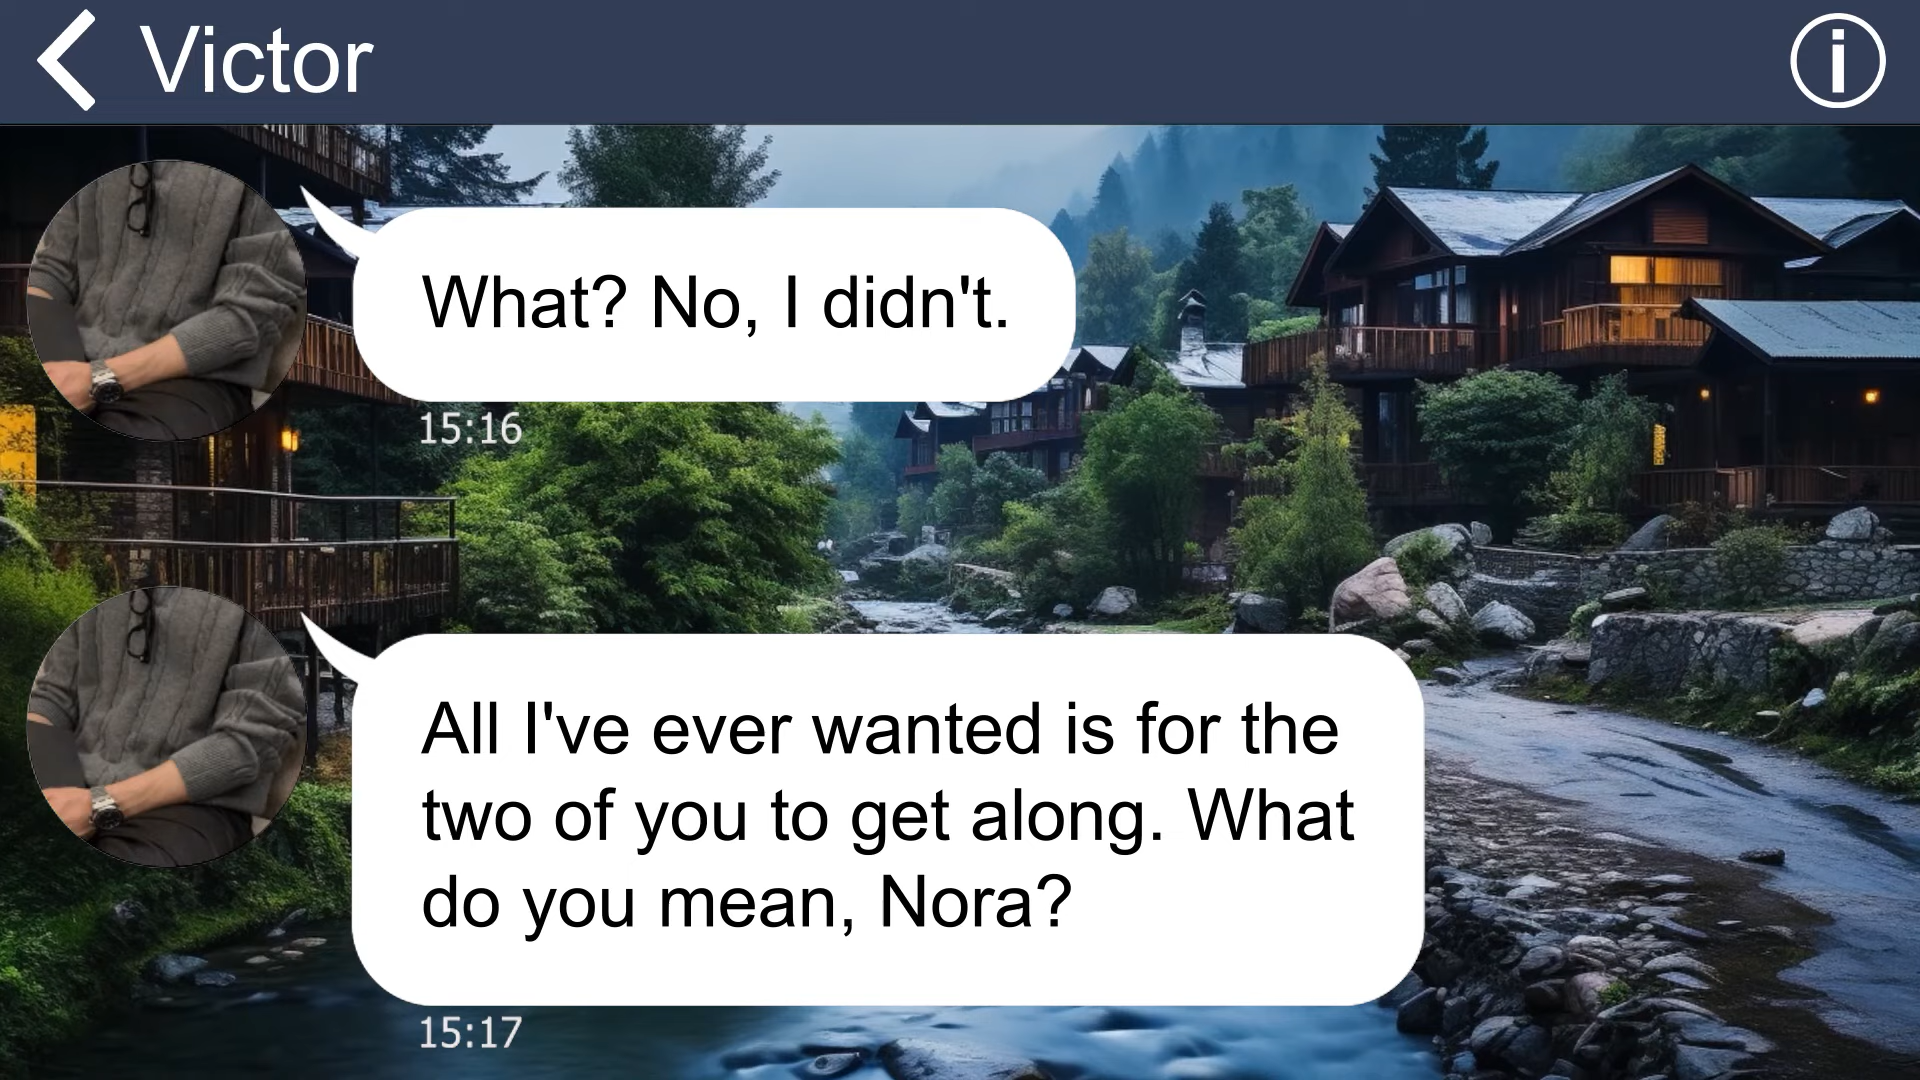 Victor
What? No, I didn't.
15:16
All I've ever wanted is for the
two of you to get along. What
do you mean, Nora?
15:17